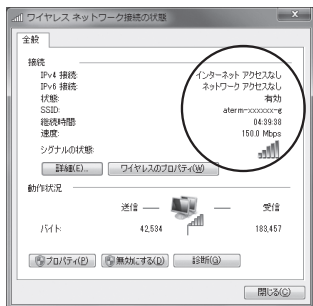 ワイヤレス ネットワーク接続の状態
全般
接続
IPv4 接続: インターネット アクセスなし
IPv6 接続: ネットワーク アクセスなし
状態: 有効
SSID: aterm-xxxxxx-g
継続時間: 04:39:38
速度: 150.0 Mbps
シグナルの状態:
詳細(E)... ワイヤレスのプロパティ(W)
動作状況
送信 受信
バイト: 42,534 183,457
プロパティ(P) 無効にする(D) 診断(G)
閉じる(C)